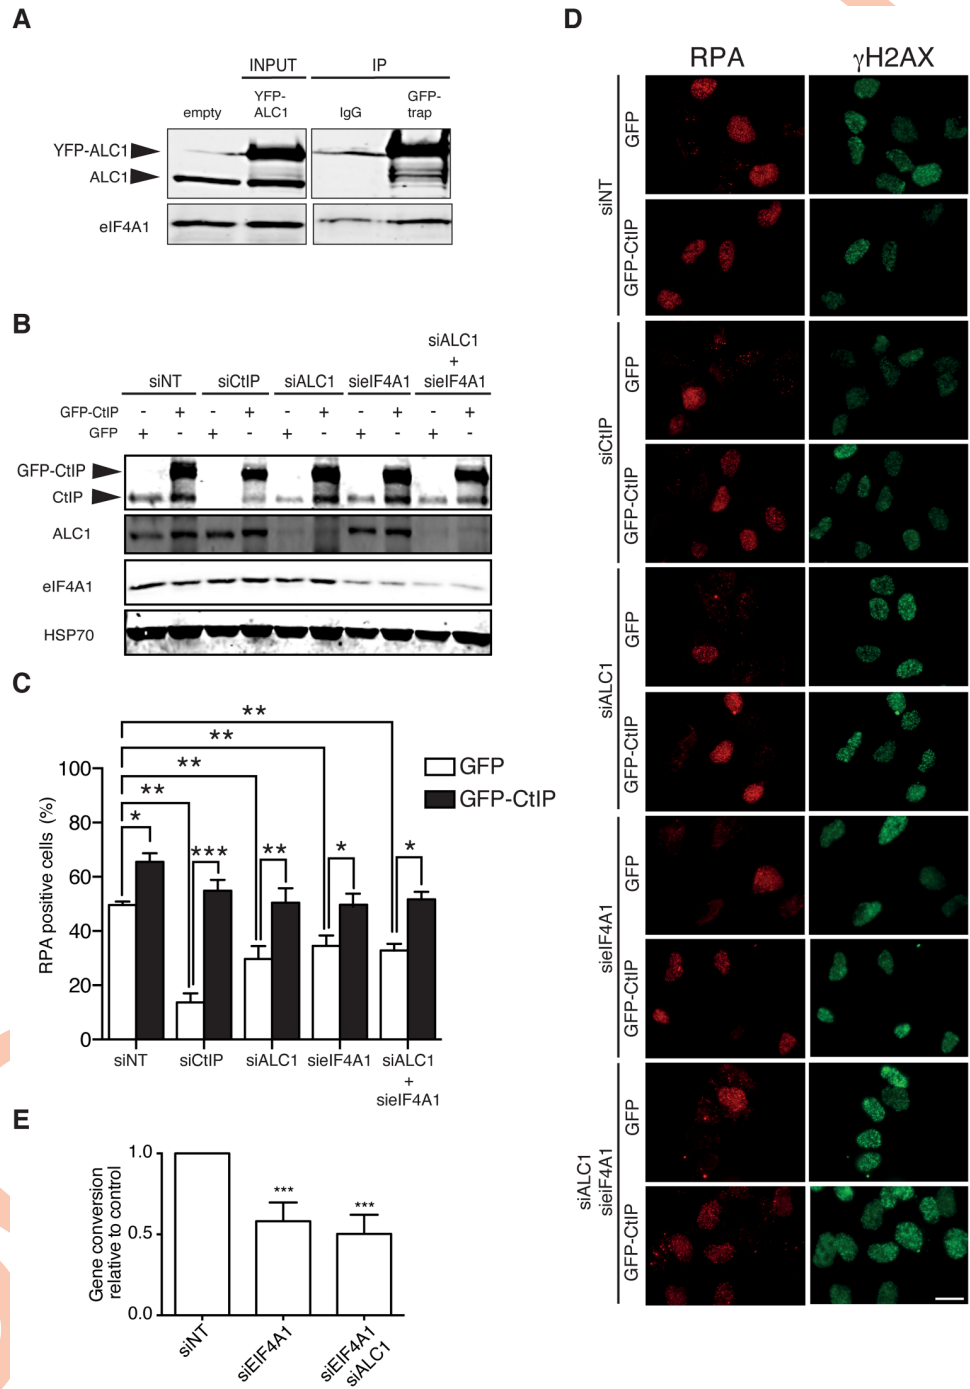 A
INPUT IP
empty YFP-ALC1 IgG GFP-trap
YFP-ALC1
ALC1
eIF4A1
B
siNT siCtIP siALC1 sieIF4A1 siALC1 + sieIF4A1
GFP-CtIP - + - + - + - + - +
GFP + - + - + - + - + -
GFP-CtIP
CtIP
ALC1
eIF4A1
HSP70
C
** 
**
**
**
* *** ** * *
GFP
GFP-CtIP
RPA positive cells (%)
100
80
60
40
20
0
siNT siCtIP siALC1 sieIF4A1 siALC1 + sieIF4A1
E
Gene conversion
relative to control
1.0
0.5
0.0
*** ***
siNT siEIF4A1 siEIF4A1 siALC1
D
RPA γH2AX
siNT
GFP
GFP-CtIP
siCtIP
GFP
GFP-CtIP
siALC1
GFP
GFP-CtIP
sieIF4A1
GFP
GFP-CtIP
siALC1
sieiF4A1
GFP
GFP-CtIP